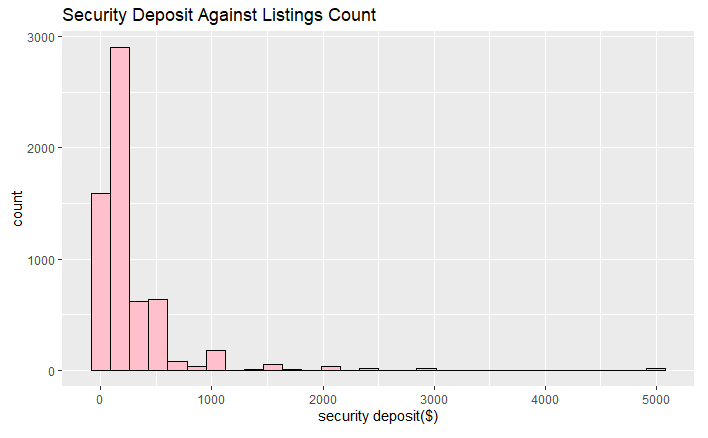 Security Deposit Against Listings Count
3000
2000
1000
0
count
0 1000 2000 3000 4000 5000
security deposit($)